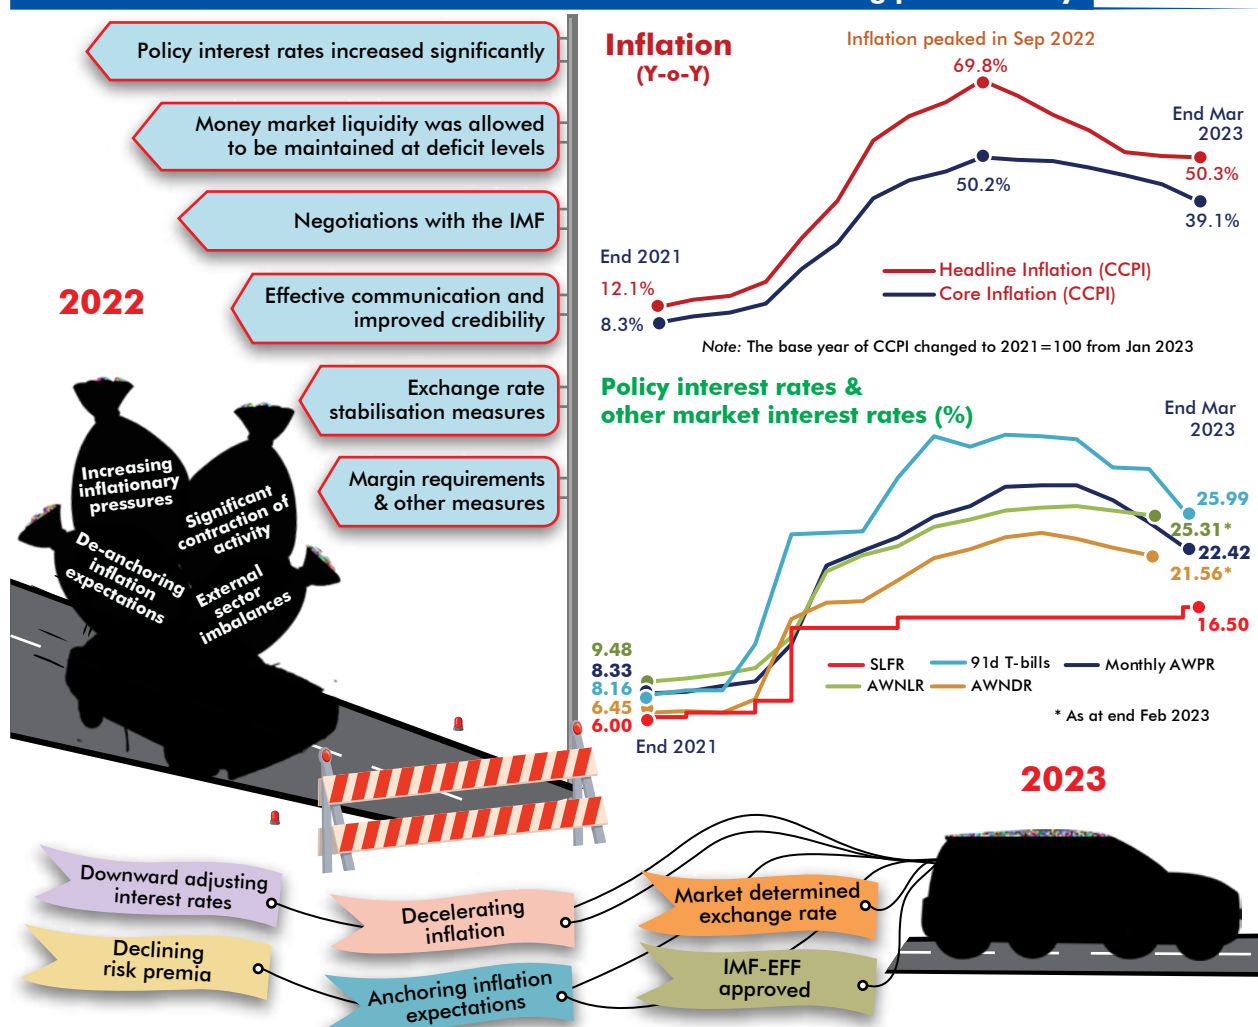 Policy interest rates increased significantly
Money market liquidity was allowed
to be maintained at deficit levels
Negotiations with the IMF
Effective communication and
improved credibility
Exchange rate
stabilisation measures
Margin requirements
& other measures
2022
Increasing
inflationary
pressures
Significant
contraction of
activity
De-anchoring
inflation
expectations
External
sector
imbalances
Inflation
(Y-o-Y)
Inflation peaked in Sep 2022
69.8%
End Mar
2023
50.3%
50.2%
39.1%
End 2021
12.1%
8.3%
Headline Inflation (CCPI)
Core Inflation (CCPI)
Note: The base year of CCPI changed to 2021=100 from Jan 2023
Policy interest rates &
other market interest rates (%)
End Mar
2023
25.99
25.31*
22.42
21.56*
16.50
9.48
8.33
8.16
6.45
6.00
End 2021
SLFR
91d T-bills
Monthly AWPR
AWNLR
AWNDR
* As at end Feb 2023
2023
Downward adjusting
interest rates
Decelerating
inflation
Market determined
exchange rate
Declining
risk premia
Anchoring inflation
expectations
IMF-EFF
approved